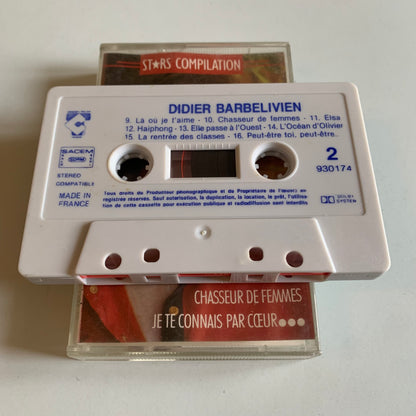 ST★RS COMPILATION
DIDIER BARBELIVIEN
9. Là où je t'aime - 10. Chasseur de femmes - 11. Elsa
12. Haiphong - 13. Elle passe à l'Ouest - 14. L'Océan d'Olivier
15. La rentrée des classes - 16. Peut-être toi, peut-être..
SACEM
STEREO
COMPATIBLE
MADE IN
FRANCE
2
930174
Tous droits du Producteur phonographique et du Propriétaire de l'œuvre enregistrée réservés. Sauf autorisation, la duplication, la location, le prêt, l'utilisation de cette cassette pour exécution publique et radiodiffusion sont interdits
DOLBY
SYSTEM
CHASSEUR DE FEMMES
JE TE CONNAIS PAR CŒUR●●●